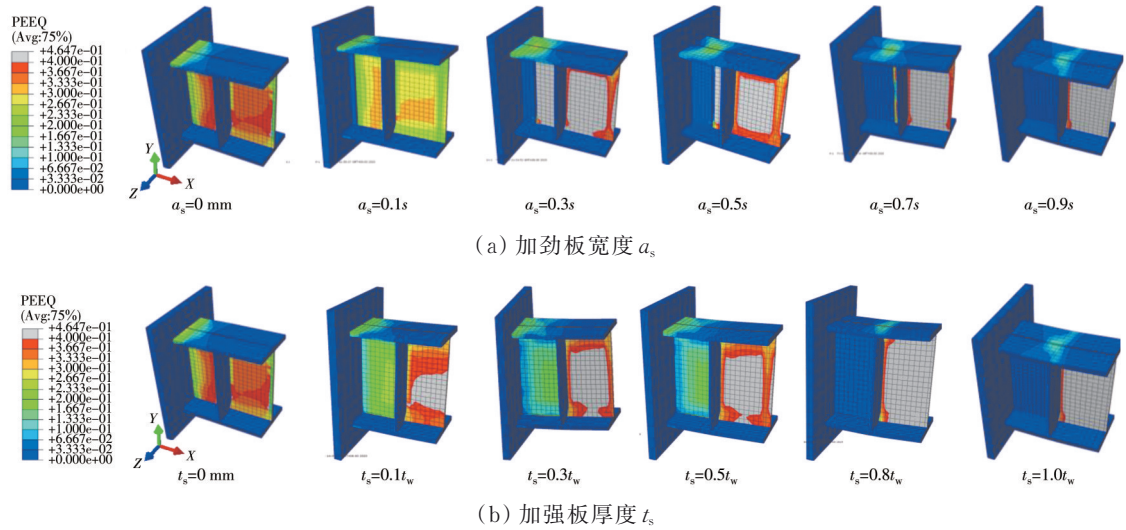 PEEQ
(Avg:75%)
+4.647e-01
+4.000e-01
+3.667e-01
+3.333e-01
+3.000e-01
+2.667e-01
+2.333e-01
+2.000e-01
+1.667e-01
+1.333e-01
+1.000e-01
+6.667e-02
+3.333e-02
+0.000e+00
Y
X
Z
aₛ=0 mm aₛ=0.1s aₛ=0.3s aₛ=0.5s aₛ=0.7s aₛ=0.9s
(a) 加劲板宽度 aₛ
PEEQ
(Avg:75%)
+4.647e-01
+4.000e-01
+3.667e-01
+3.333e-01
+3.000e-01
+2.667e-01
+2.333e-01
+2.000e-01
+1.667e-01
+1.333e-01
+1.000e-01
+6.667e-02
+3.333e-02
+0.000e+00
Y
X
Z
tₛ=0 mm tₛ=0.1t_w tₛ=0.3t_w tₛ=0.5t_w tₛ=0.8t_w tₛ=1.0t_w
(b) 加强板厚度 tₛ